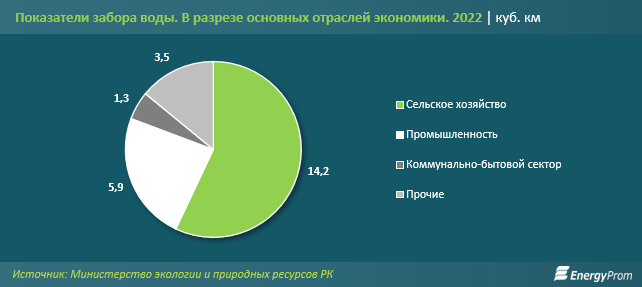 Показатели забора воды. В разрезе основных отраслей экономики. 2022 | куб. км
3,5
1,3
5,9
14,2
Сельское хозяйство
Промышленность
Коммунально-бытовой сектор
Прочие
Источник: Министерство экологии и природных ресурсов РК
EnergyProm